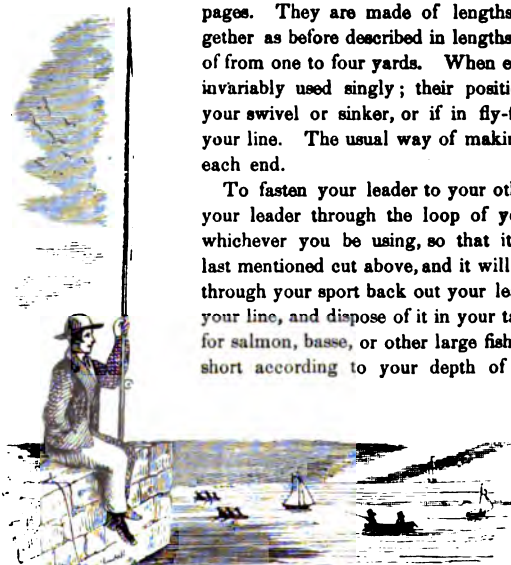 pages. They are made of lengths
gether as before described in lengths
of from one to four yards. When e
invariably used singly; their positi
your swivel or sinker, or if in fly-f
your line. The usual way of makin
each end.
To fasten your leader to your oth
your leader through the loop of yo
whichever you be using, so that it
last mentioned cut above, and it will
through your sport back out your lea
your line, and dispose of it in your ta
for salmon, basse, or other large fish
short according to your depth of